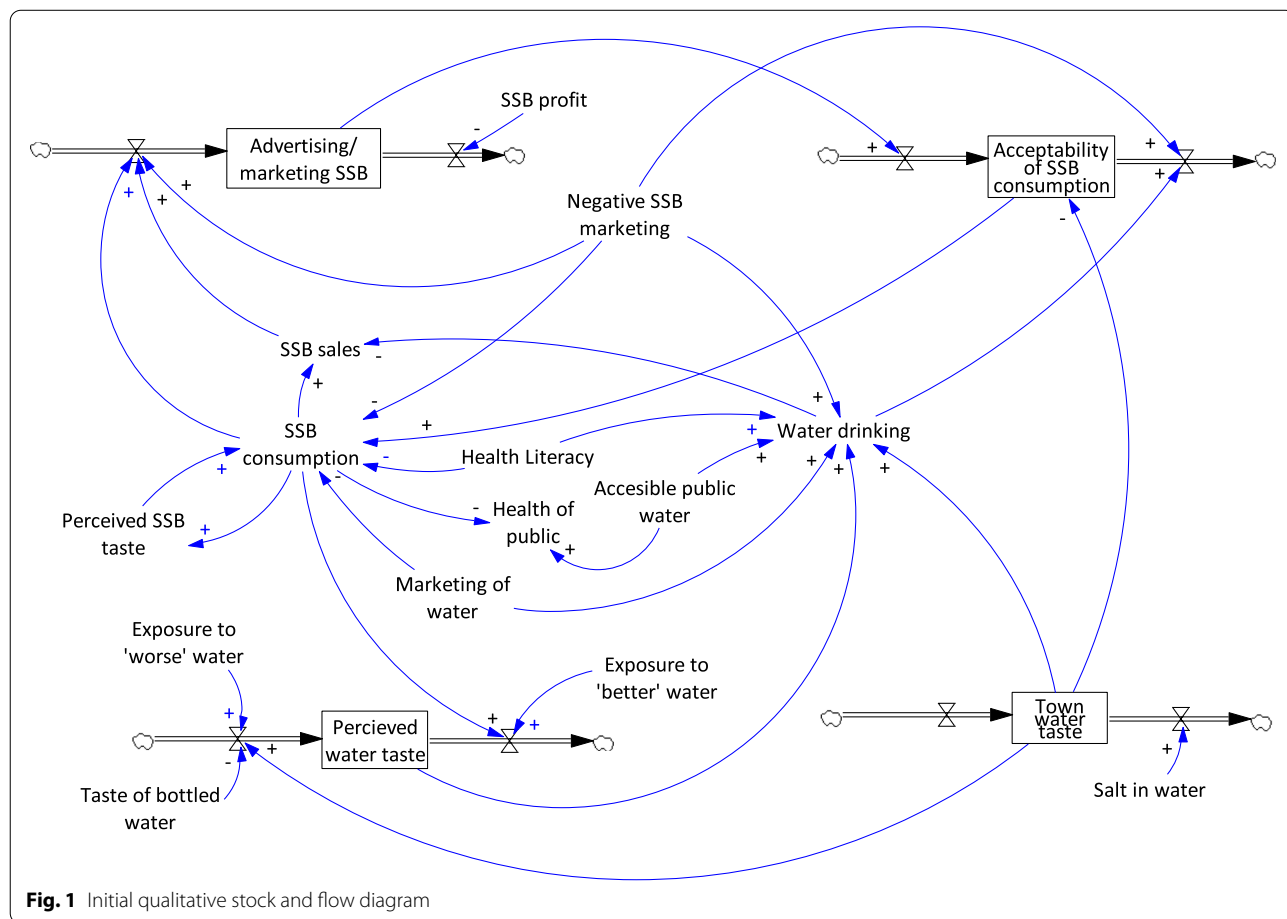 SSB profit
-
Advertising/
marketing SSB
+
+
+
Negative SSB
marketing
+
Acceptability
of SSB
consumption
+
+
-
SSB sales
-
+
-
+
SSB
consumption
-
+
Health Literacy
+
Water drinking
+
+
+
+
+
Perceived SSB
taste
+
-
-
Health of
public
+
Accesible public
water
Marketing of
water
Exposure to
'worse' water
+
Percieved
water taste
+
-
+
+
Exposure to
'better' water
Taste of bottled
water
Town
water
taste
+
Salt in water
Fig. 1 Initial qualitative stock and flow diagram